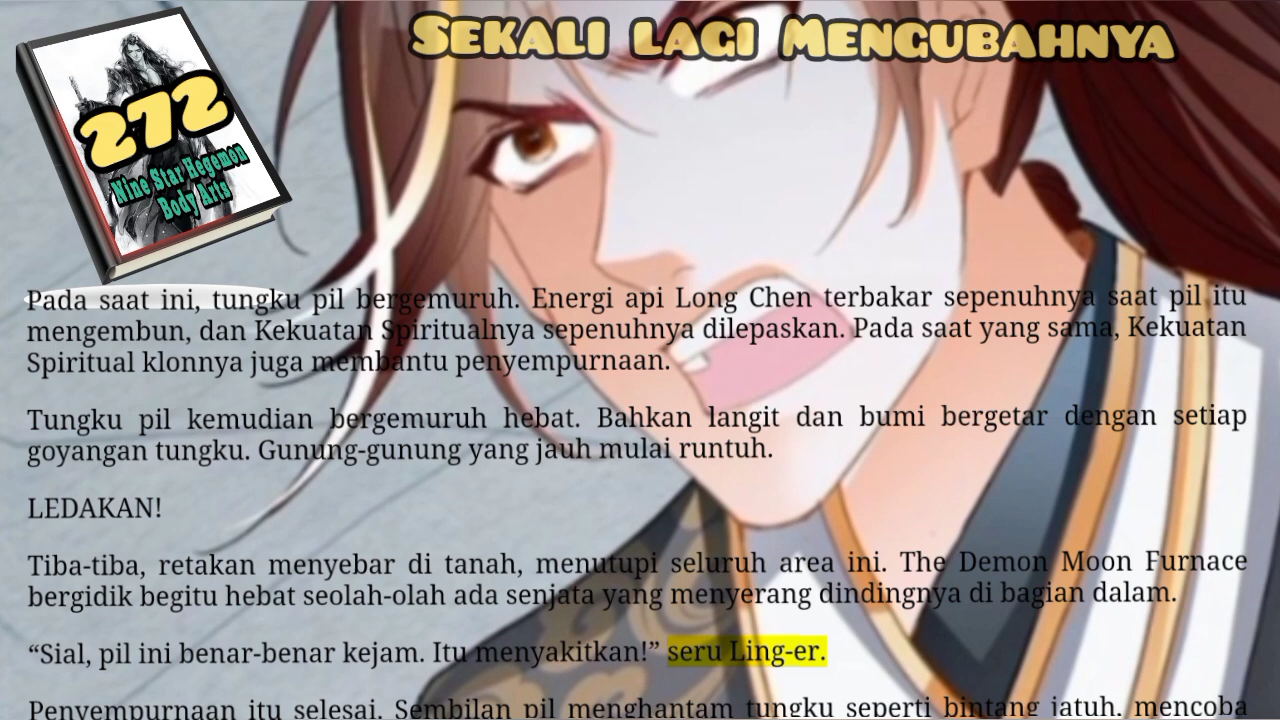 SEKALI LAGI MENGUBAHNYA
272
Nine Star Hegemon
Body Arts
Pada saat ini, tungku pil bergemuruh. Energi api Long Chen terbakar sepenuhnya saat pil itu
mengembun, dan Kekuatan Spiritualnya sepenuhnya dilepaskan. Pada saat yang sama, Kekuatan
Spiritual klonnya juga membantu penyempurnaan.
Tungku pil kemudian bergemuruh hebat. Bahkan langit dan bumi bergetar dengan setiap
goyangan tungku. Gunung-gunung yang jauh mulai runtuh.
LEDAKAN!
Tiba-tiba, retakan menyebar di tanah, menutupi seluruh area ini. The Demon Moon Furnace
bergidik begitu hebat seolah-olah ada senjata yang menyerang dindingnya di bagian dalam.
“Sial, pil ini benar-benar kejam. Itu menyakitkan!” seru Ling-er.
Penyempurnaan itu selesai. Sembilan pil menghantam tungku seperti bintang jatuh, mencoba